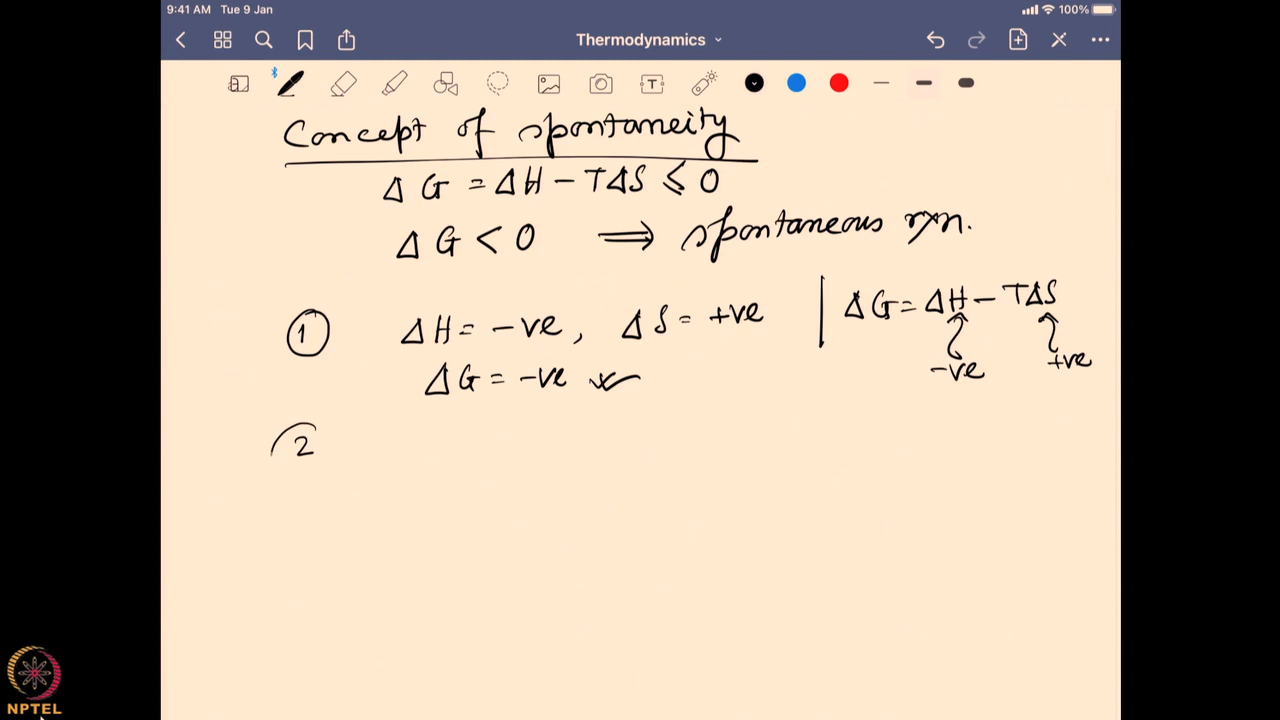 9:41 AM Tue 9 Jan 100%
Thermodynamics
Concept of spontaneity
ΔG = ΔH − TΔS ≤ 0
ΔG < 0 ⟹ spontaneous rxn.
① ΔH = −ve, ΔS = +ve | ΔG = ΔH − TΔS
−ve +ve
ΔG = −ve ✓
2
NPTEL